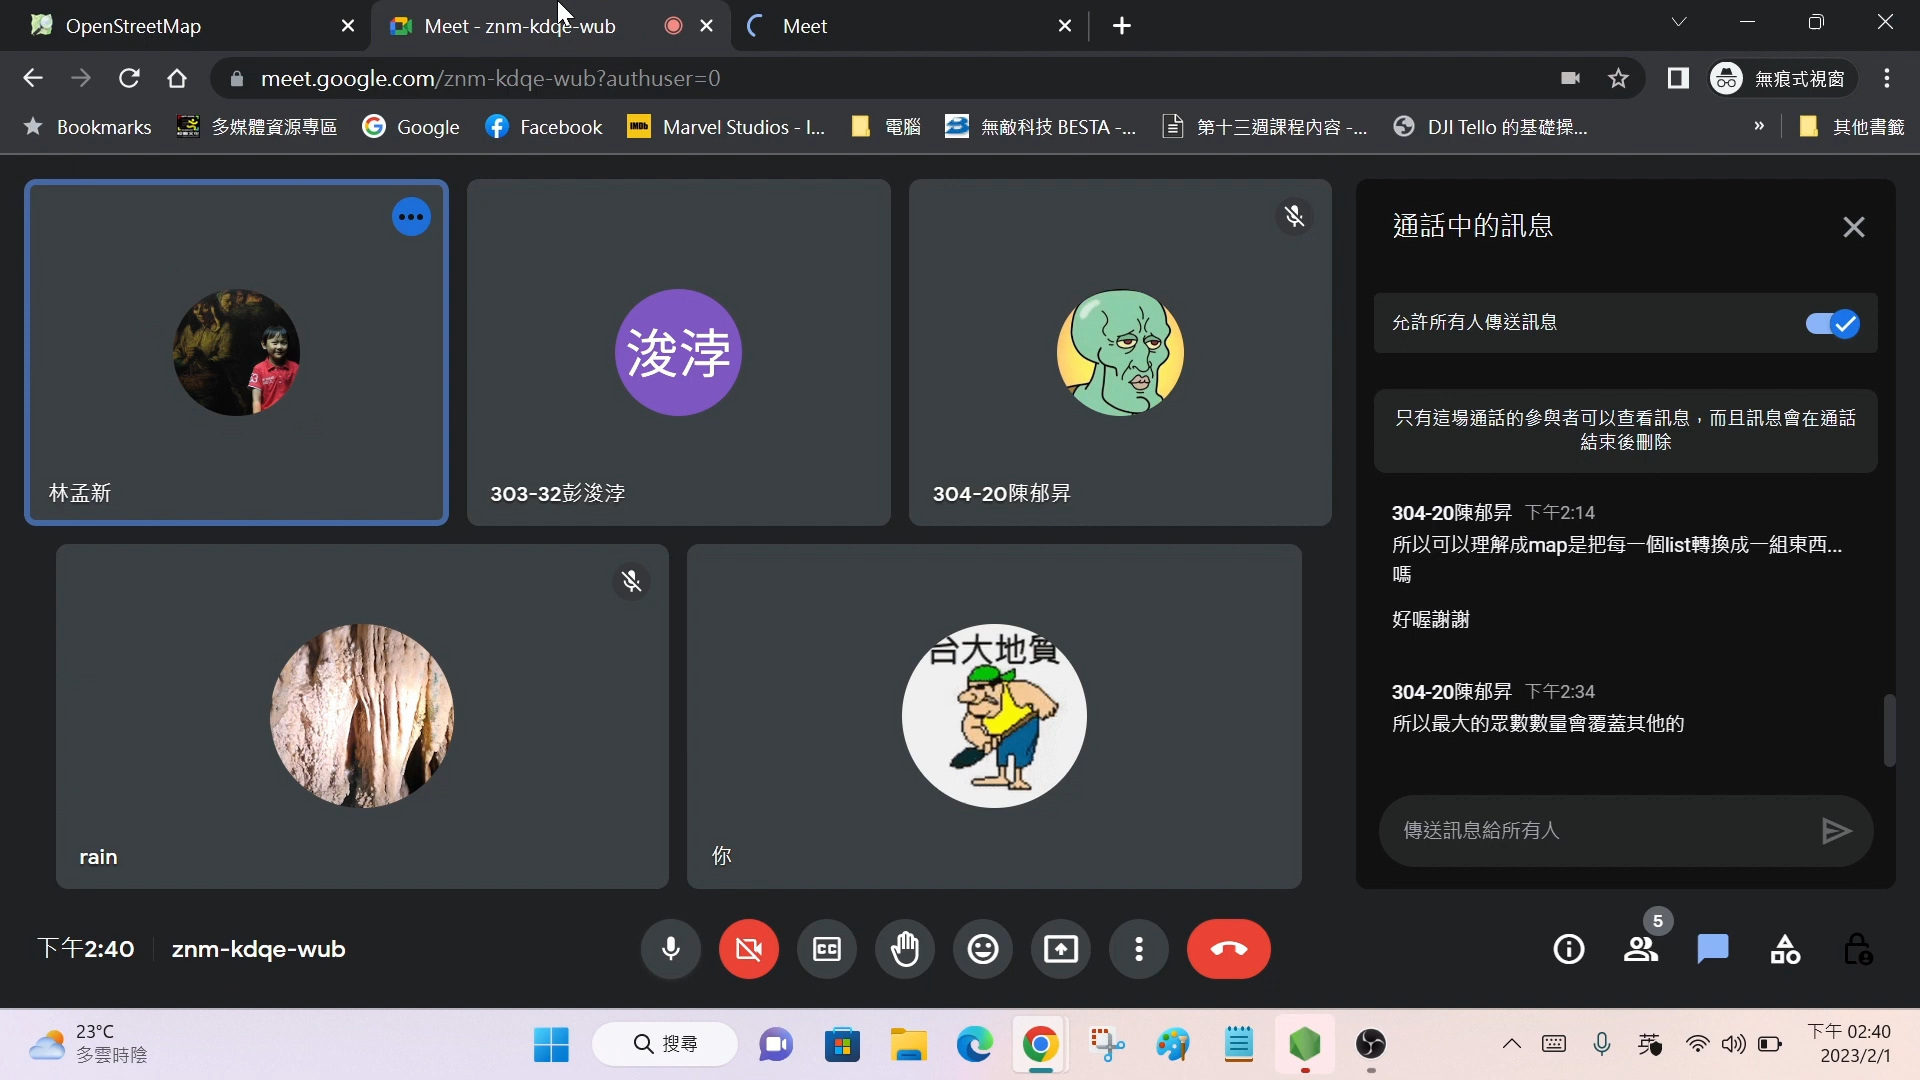 OpenStreetMap
Meet - znm-kdqe-wub
Meet
meet.google.com/znm-kdqe-wub?authuser=0
無痕式視窗
Bookmarks
多媒體資源專區
Google
Facebook
IMDb
Marvel Studios - I...
電腦
無敵科技 BESTA -...
第十三週課程內容 -...
DJI Tello 的基礎操...
»
其他書籤
林孟新
浚浡
303-32彭浚浡
304-20陳郁昇
rain
台大地質
你
通話中的訊息
允許所有人傳送訊息
只有這場通話的參與者可以查看訊息，而且訊息會在通話
結束後刪除
304-20陳郁昇 下午2:14
所以可以理解成map是把每一個list轉換成一組東西...
嗎
好喔謝謝
304-20陳郁昇 下午2:34
所以最大的眾數數量會覆蓋其他的
傳送訊息給所有人
下午2:40
znm-kdqe-wub
CC
5
23°C
多雲時陰
搜尋
英
下午 02:40
2023/2/1